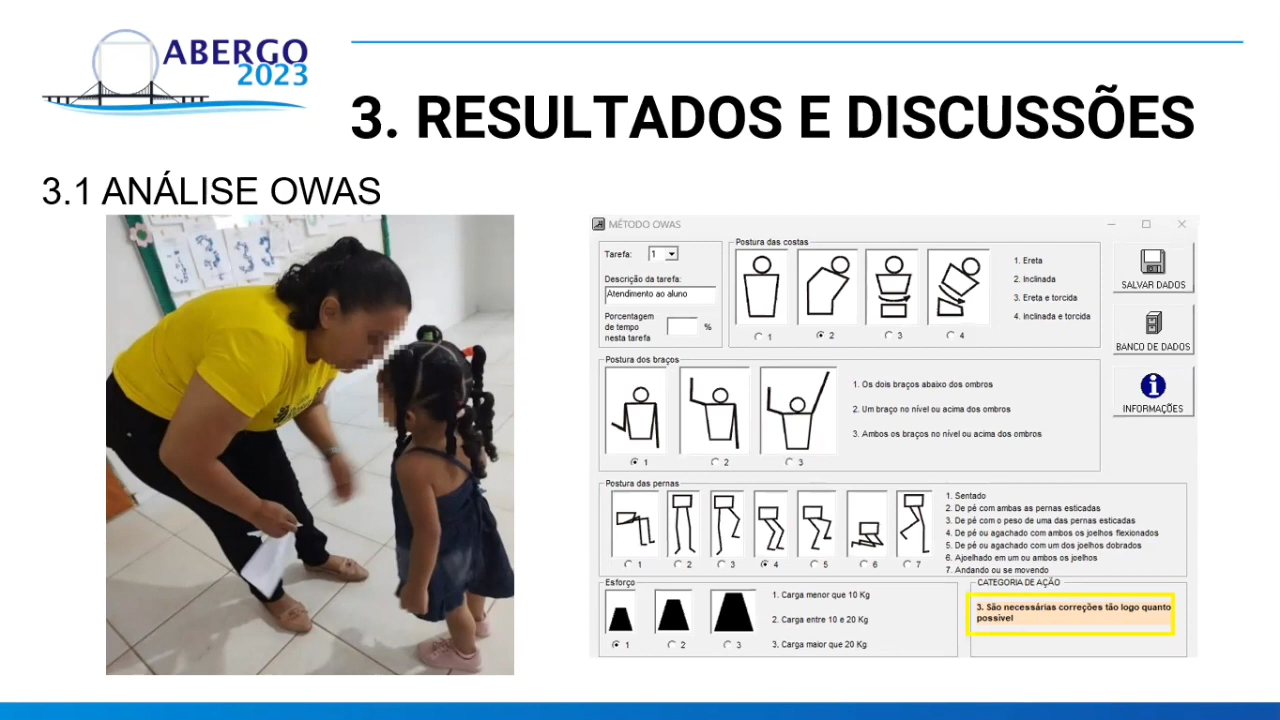 ABERGO
2023
3. RESULTADOS E DISCUSSÕES
3.1 ANÁLISE OWAS
MÉTODO OWAS
Tarefa: 1
Descrição da tarefa:
Atendimento ao aluno
Porcentagem
de tempo
nesta tarefa
%
Postura das costas
1
2
3
4
1. Ereta
2. Inclinada
3. Ereta e torcida
4. Inclinada e torcida
SALVAR DADOS
BANCO DE DADOS
INFORMAÇÕES
Postura dos braços
1
2
3
1. Os dois braços abaixo dos ombros
2. Um braço no nível ou acima dos ombros
3. Ambos os braços no nível ou acima dos ombros
Postura das pernas
1
2
3
4
5
6
7
1. Sentado
2. De pé com ambas as pernas esticadas
3. De pé com o peso de uma das pernas esticadas
4. De pé ou agachado com ambos os joelhos flexionados
5. De pé ou agachado com um dos joelhos dobrados
6. Ajoelhado em um ou ambos os joelhos
7. Andando ou se movendo
Esforço
1
2
3
1. Carga menor que 10 Kg
2. Carga entre 10 e 20 Kg
3. Carga maior que 20 Kg
CATEGORIA DE AÇÃO
3. São necessárias correções tão logo quanto
possível